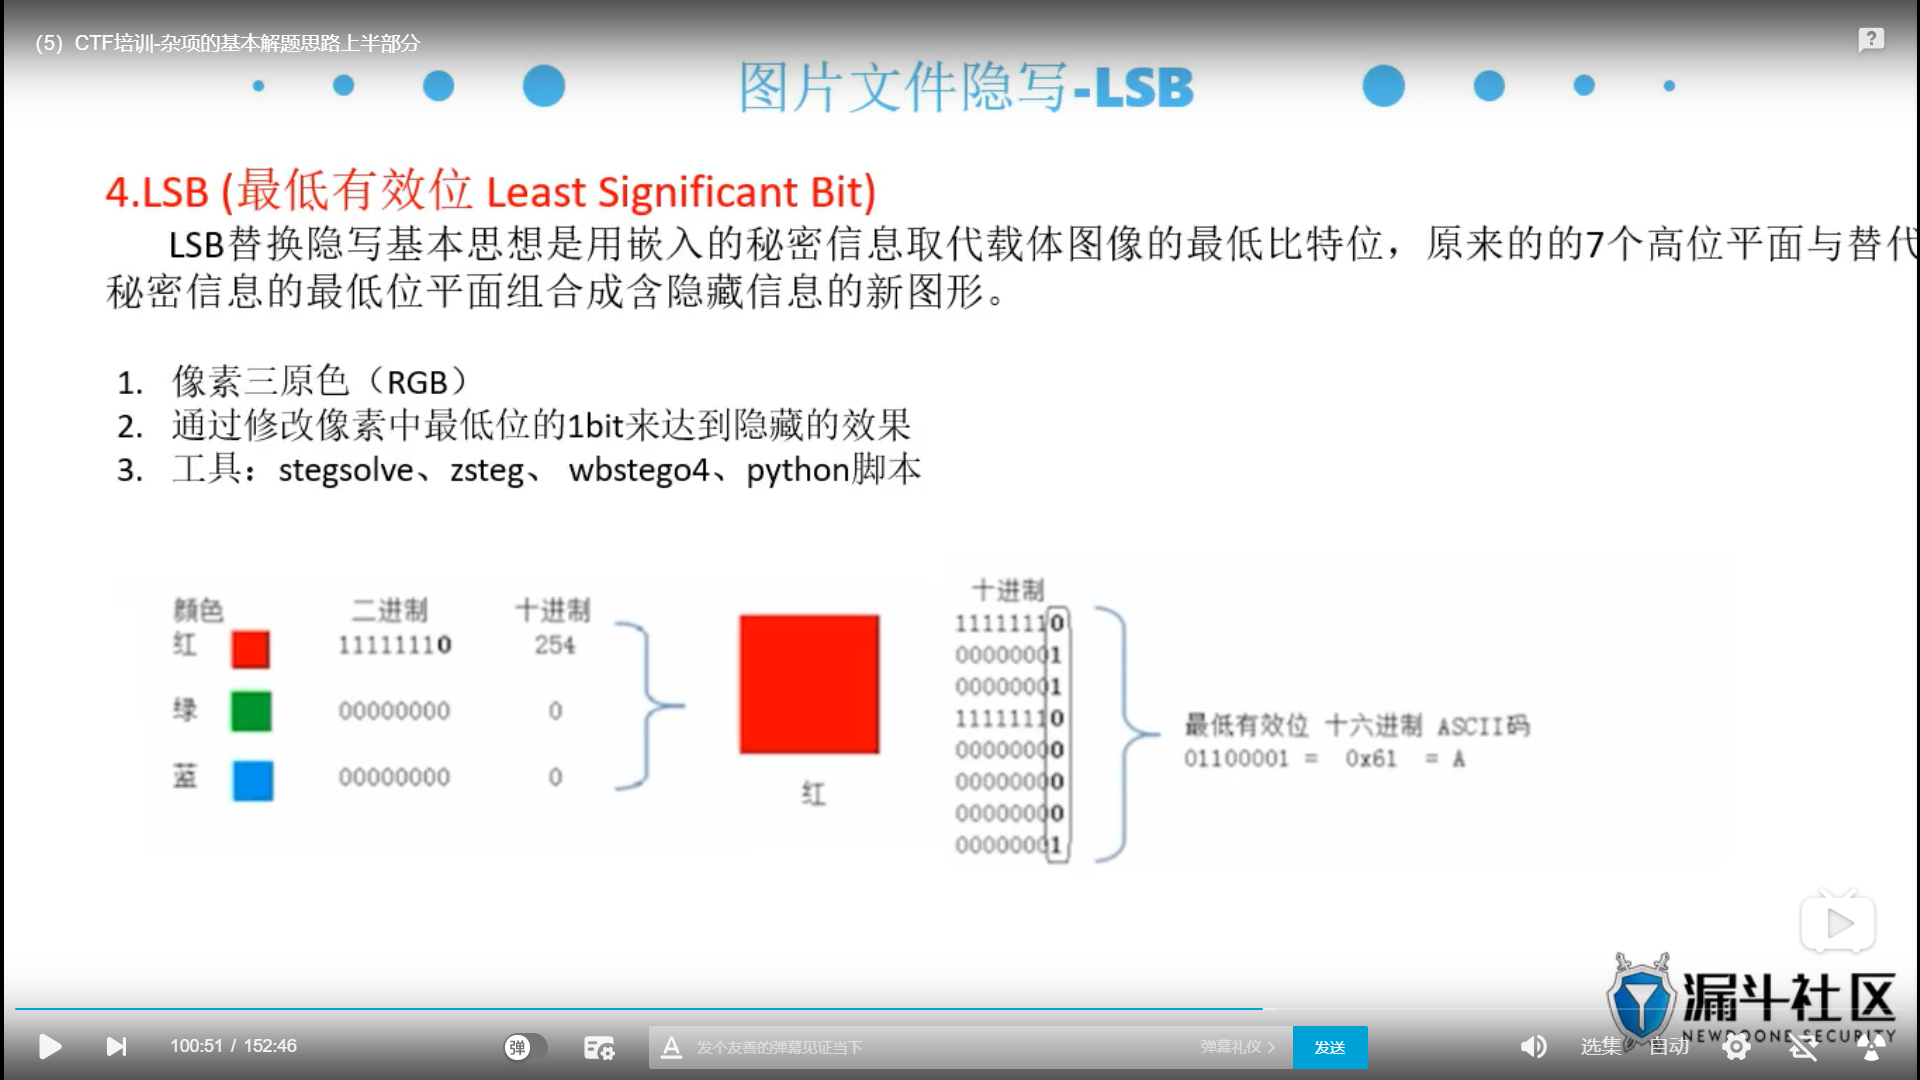 (5) CTF培训-杂项的基本解题思路上半部分
图片文件隐写-LSB
4.LSB (最低有效位 Least Significant Bit)
LSB替换隐写基本思想是用嵌入的秘密信息取代载体图像的最低比特位，原来的的7个高位平面与替代
秘密信息的最低位平面组合成含隐藏信息的新图形。
1. 像素三原色（RGB）
2. 通过修改像素中最低位的1bit来达到隐藏的效果
3. 工具：stegsolve、zsteg、 wbstego4、python脚本
颜色 二进制 十进制
红 11111110 254
绿 00000000 0
蓝 00000000 0
红
十进制
11111110
00000001
00000001
11111110
00000000
00000000
00000000
00000001
最低有效位 十六进制 ASCII码
01100001 = 0x61 = A
漏斗社区
NEWDOONE SECURITY
100:51 / 152:46
弹
A 发个友善的弹幕见证当下
弹幕礼仪 >
发送
选集
自动